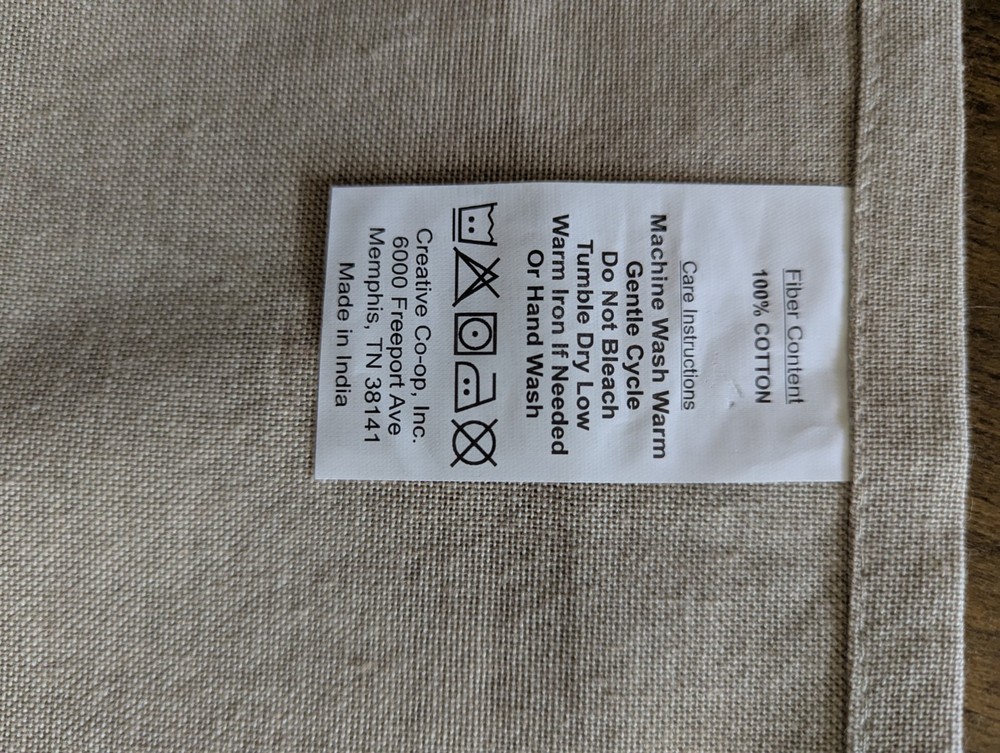 Fiber Content
100% COTTON
Care Instructions
Machine Wash Warm
Gentle Cycle
Do Not Bleach
Tumble Dry Low
Warm Iron If Needed
Or Hand Wash
Creative Co-op, Inc.
6000 Freeport Ave
Memphis, TN 38141
Made in India